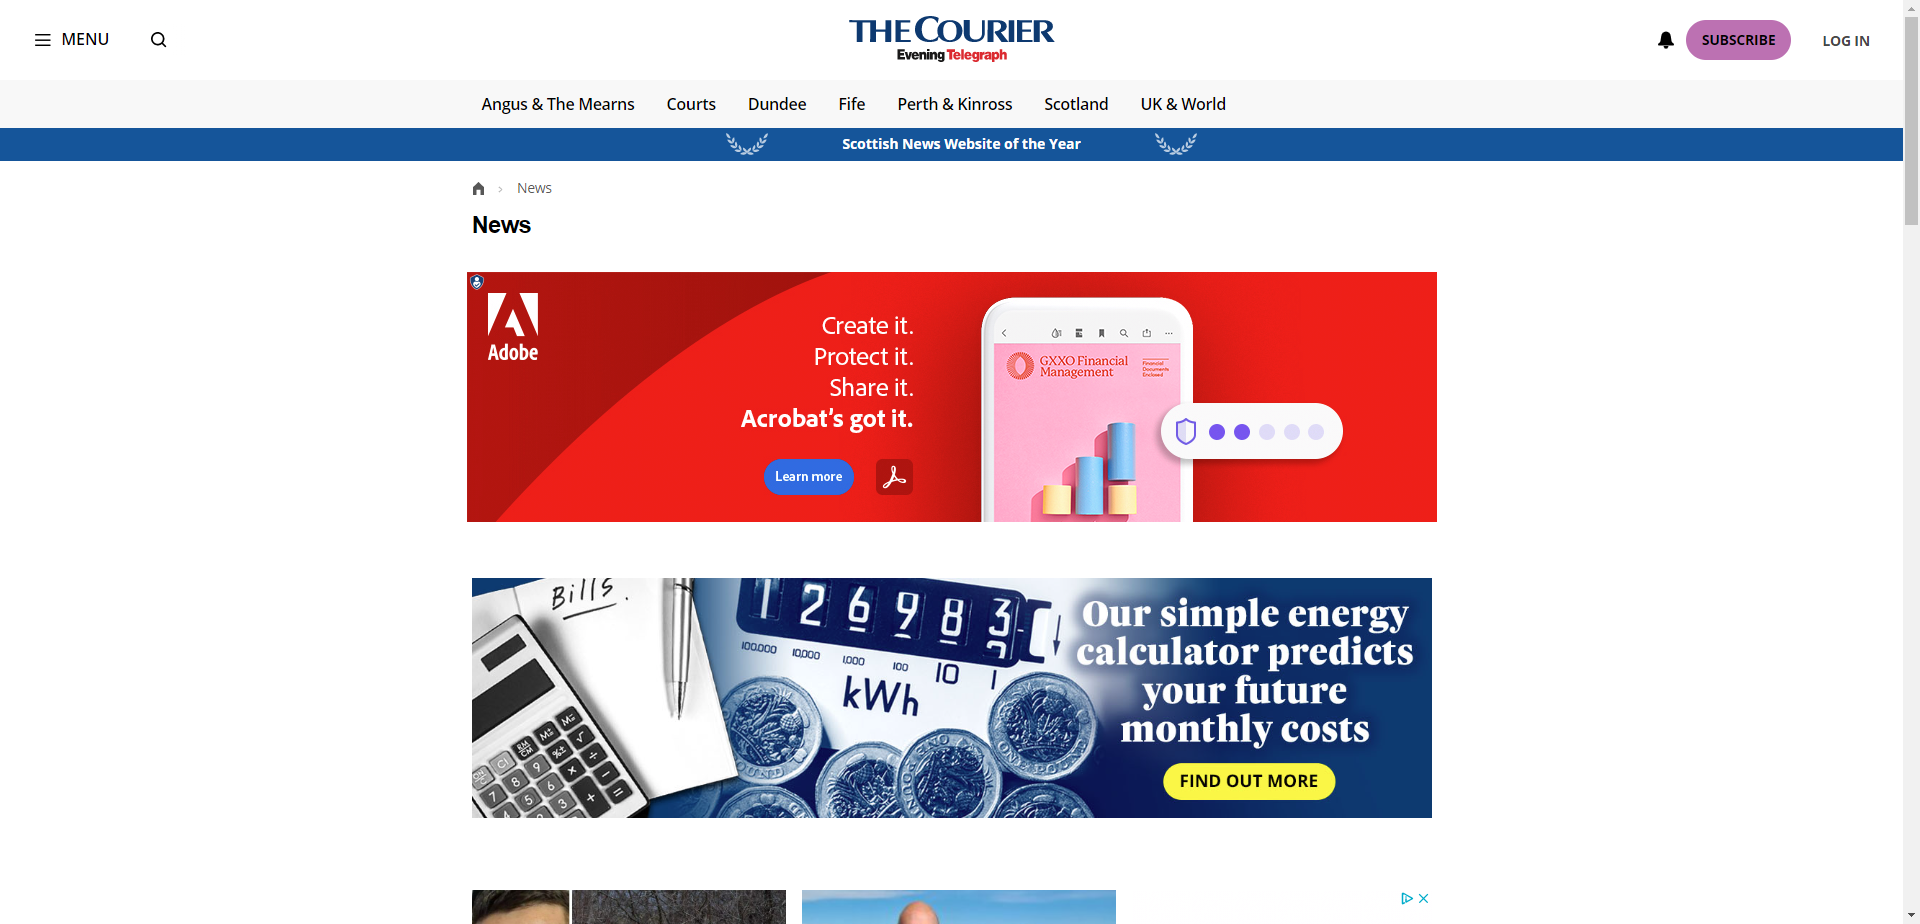 MENU
THE COURIER
Evening Telegraph
SUBSCRIBE
LOG IN
Angus & The Mearns
Courts
Dundee
Fife
Perth & Kinross
Scotland
UK & World
Scottish News Website of the Year
News
News
Adobe
Create it.
Protect it.
Share it.
Acrobat's got it.
Learn more
GXXO Financial
Management
Financial
Documents
Enclosed
Bills.
1 2 6 9 8 3
100,000 10,000 1,000 100 10 1
kWh
Our simple energy
calculator predicts
your future
monthly costs
FIND OUT MORE